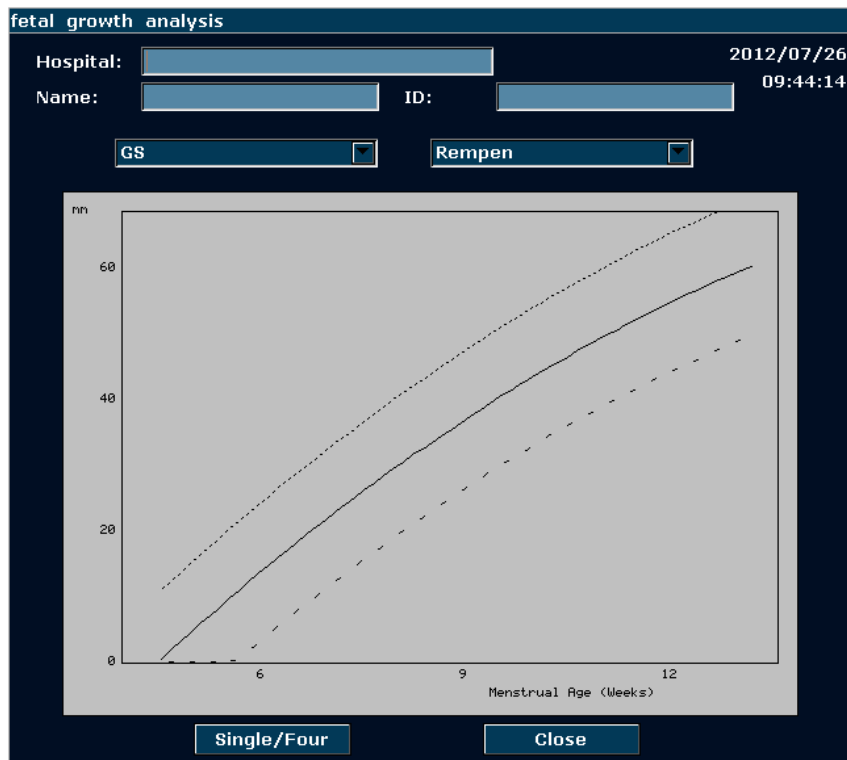 fetal growth analysis
Hospital:
2012/07/26
09:44:14
Name:
ID:
GS
Rempen
mm
60
40
20
0
6
9
12
Menstrual Age (Weeks)
Single/Four
Close